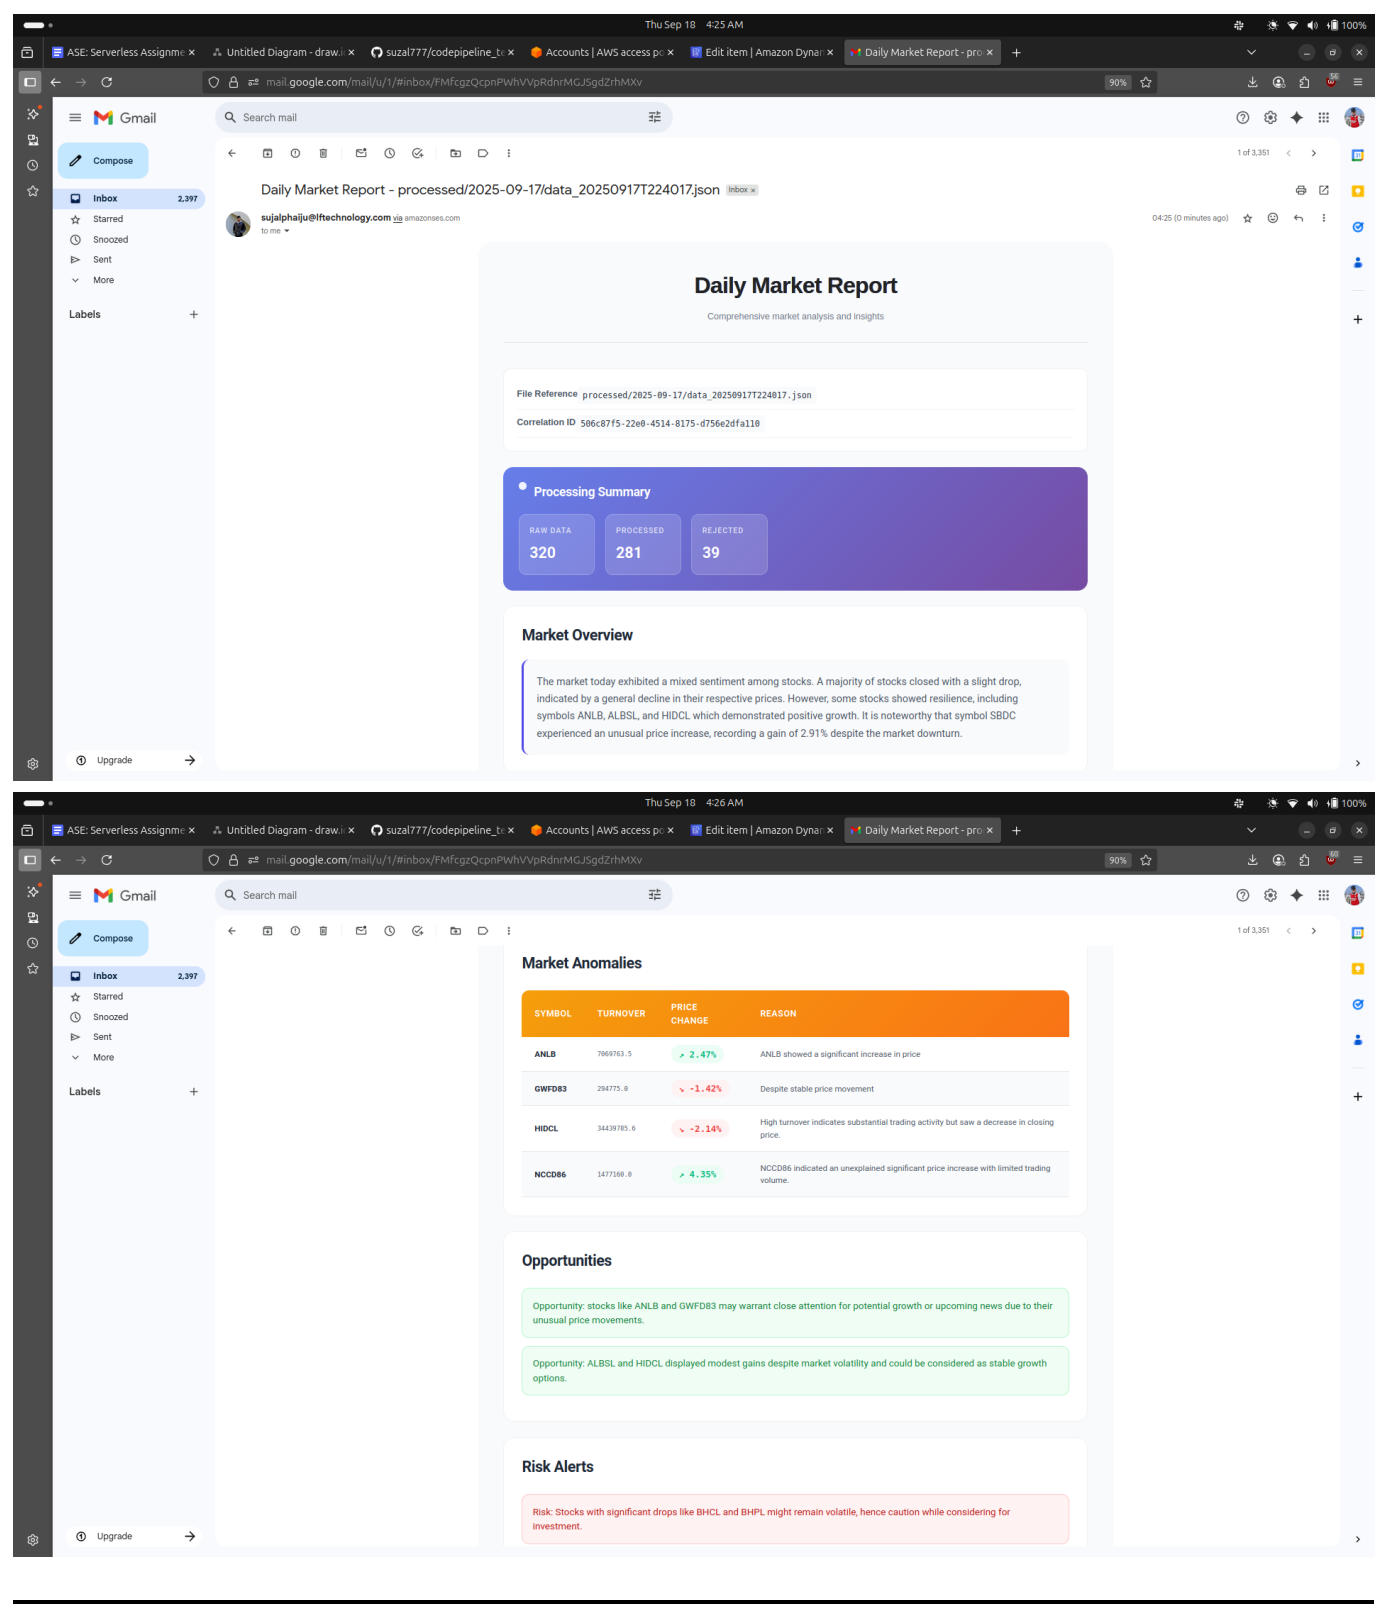 Thu Sep 18 4:25 AM
100%
ASE: Serverless Assignme × Untitled Diagram - draw.i × suzal777/codepipeline_te × Accounts | AWS access po × Edit item | Amazon Dynam × Daily Market Report - pro × +
mail.google.com/mail/u/1/#inbox/FMfcgzQcpnPWhVVpRdnrMGJSgdZrhMXv
90%
56
Gmail
Search mail
Compose
1 of 3,351
Inbox 2,397
Starred
Snoozed
Sent
More
Labels +
Upgrade
Daily Market Report - processed/2025-09-17/data_20250917T224017.json Inbox ×
sujalphaiju@lftechnology.com via amazonses.com
to me
04:25 (0 minutes ago)
Daily Market Report
Comprehensive market analysis and insights
File Reference processed/2025-09-17/data_20250917T224017.json
Correlation ID 506c87f5-22e0-4514-8175-d756e2dfa110
Processing Summary
RAW DATA PROCESSED REJECTED
320 281 39
Market Overview
The market today exhibited a mixed sentiment among stocks. A majority of stocks closed with a slight drop,
indicated by a general decline in their respective prices. However, some stocks showed resilience, including
symbols ANLB, ALBSL, and HIDCL which demonstrated positive growth. It is noteworthy that symbol SBDC
experienced an unusual price increase, recording a gain of 2.91% despite the market downturn.
Thu Sep 18 4:26 AM
100%
ASE: Serverless Assignme × Untitled Diagram - draw.i × suzal777/codepipeline_te × Accounts | AWS access po × Edit item | Amazon Dynam × Daily Market Report - pro × +
mail.google.com/mail/u/1/#inbox/FMfcgzQcpnPWhVVpRdnrMGJSgdZrhMXv
90%
60
Gmail
Search mail
Compose
1 of 3,351
Inbox 2,397
Starred
Snoozed
Sent
More
Labels +
Upgrade
Market Anomalies
SYMBOL TURNOVER PRICE CHANGE REASON
ANLB 7069763.5 ↗ 2.47% ANLB showed a significant increase in price
GWFD83 294775.0 ↘ -1.42% Despite stable price movement
HIDCL 34439785.6 ↘ -2.14% High turnover indicates substantial trading activity but saw a decrease in closing
price.
NCCD86 1477160.0 ↗ 4.35% NCCD86 indicated an unexplained significant price increase with limited trading
volume.
Opportunities
Opportunity: stocks like ANLB and GWFD83 may warrant close attention for potential growth or upcoming news due to their
unusual price movements.
Opportunity: ALBSL and HIDCL displayed modest gains despite market volatility and could be considered as stable growth
options.
Risk Alerts
Risk: Stocks with significant drops like BHCL and BHPL might remain volatile, hence caution while considering for
investment.